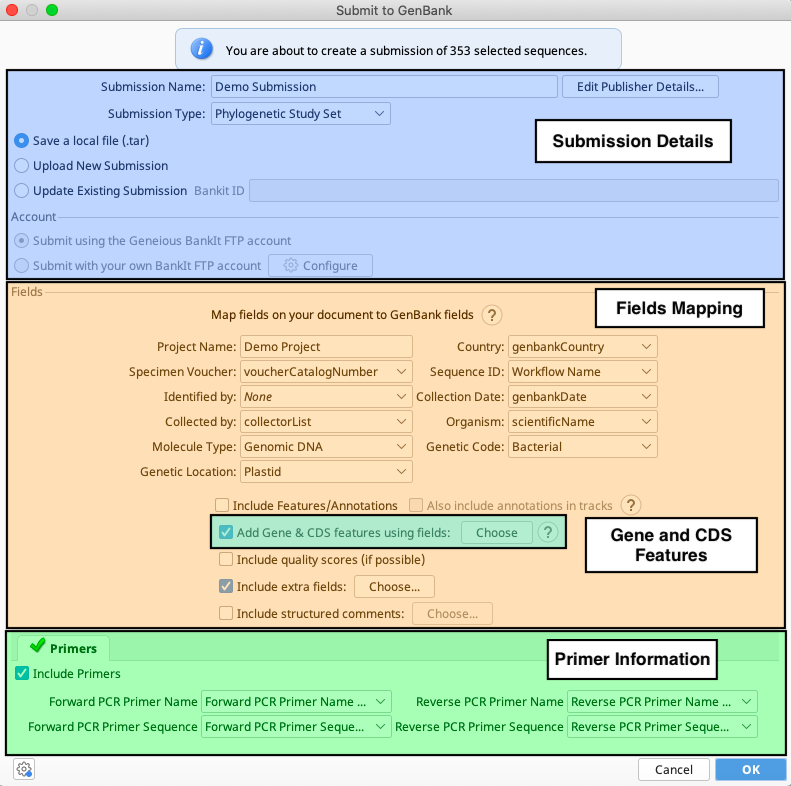 Submit to GenBank
You are about to create a submission of 353 selected sequences.
Submission Name: Demo Submission Edit Publisher Details...
Submission Type: Phylogenetic Study Set
Submission Details
Save a local file (.tar)
Upload New Submission
Update Existing Submission Bankit ID
Account
Submit using the Geneious BankIt FTP account
Submit with your own BankIt FTP account Configure
Fields
Fields Mapping
Map fields on your document to GenBank fields ?
Project Name: Demo Project Country: genbankCountry
Specimen Voucher: voucherCatalogNumber Sequence ID: Workflow Name
Identified by: None Collection Date: genbankDate
Collected by: collectorList Organism: scientificName
Molecule Type: Genomic DNA Genetic Code: Bacterial
Genetic Location: Plastid
Include Features/Annotations Also include annotations in tracks ?
Add Gene & CDS features using fields: Choose ?
Gene and CDS
Features
Include quality scores (if possible)
Include extra fields: Choose...
Include structured comments: Choose...
Primers
Primer Information
Include Primers
Forward PCR Primer Name Forward PCR Primer Name ... Reverse PCR Primer Name Reverse PCR Primer Name ...
Forward PCR Primer Sequence Forward PCR Primer Seque... Reverse PCR Primer Sequence Reverse PCR Primer Seque...
Cancel OK